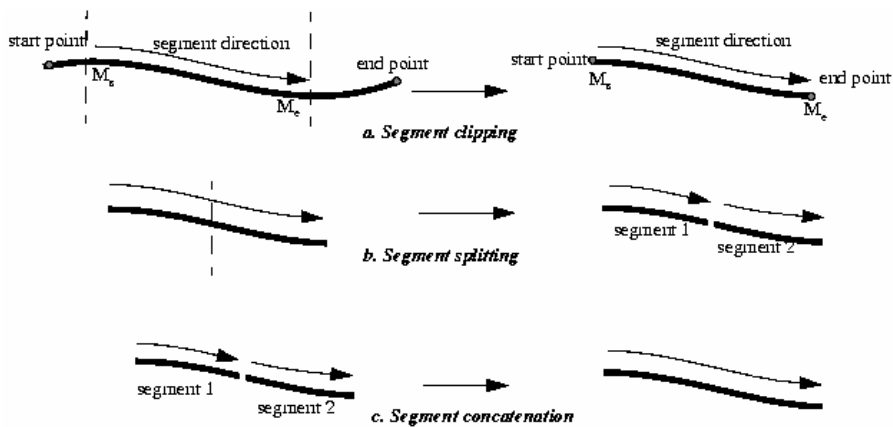 start point
segment direction
end point
Ms
Me
a. Segment clipping
segment direction
start point
end point
Ms
Me
b. Segment splitting
segment 1
segment 2
segment 1
segment 2
c. Segment concatenation